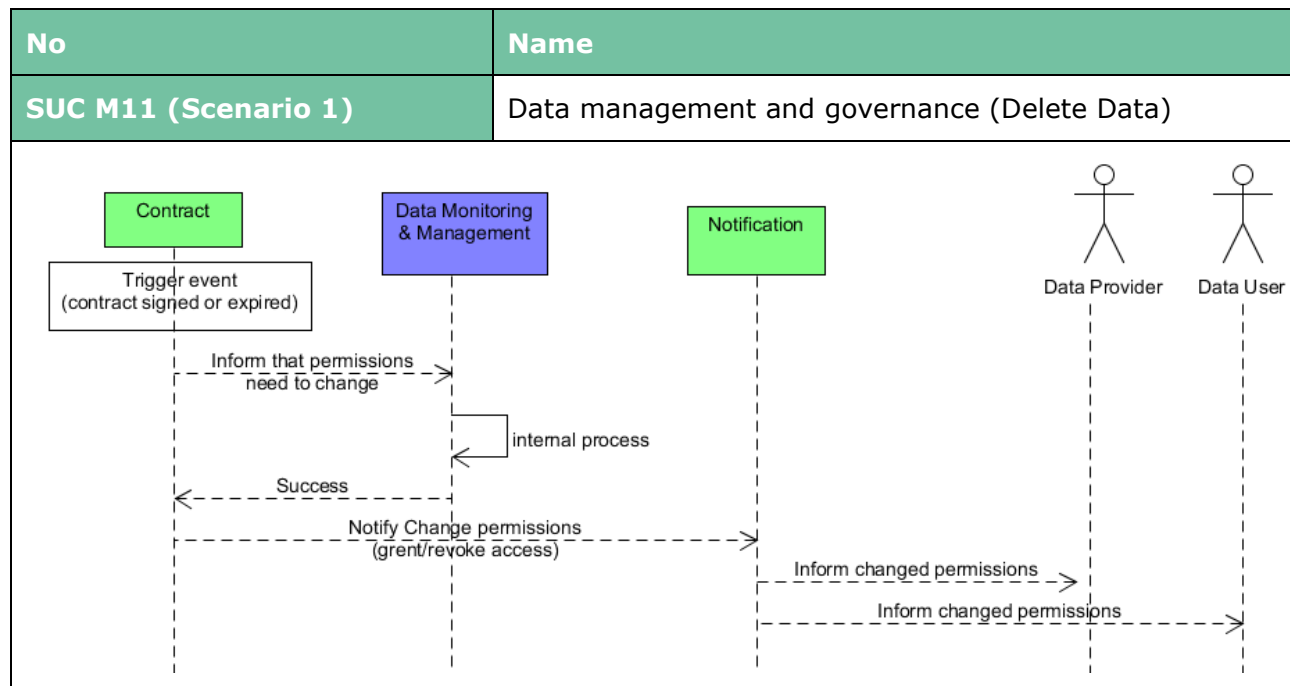 No
Name
SUC M11 (Scenario 1)
Data management and governance (Delete Data)
Contract
Data Monitoring
& Management
Notification
Data Provider
Data User
Trigger event
(contract signed or expired)
Inform that permissions
need to change
internal process
Success
Notify Change permissions
(grent/revoke access)
Inform changed permissions
Inform changed permissions